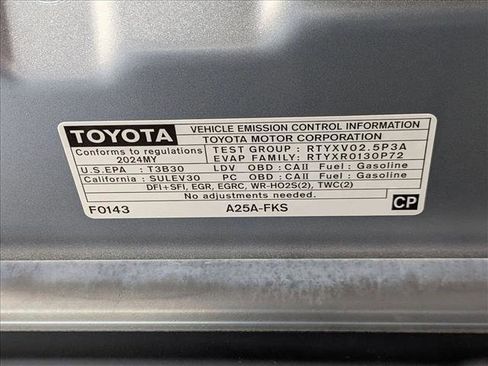 TOYOTA VEHICLE EMISSION CONTROL INFORMATION
TOYOTA MOTOR CORPORATION
Conforms to regulations TEST GROUP : RTYXV02.5P3A
2024MY EVAP FAMILY: RTYXR0130P72
U.S.EPA : T3B30 LDV OBD : CAII Fuel : Gasoline
California : SULEV30 PC OBD : CAII Fuel : Gasoline
DFI+SFI, EGR, EGRC, WR-HO2S(2), TWC(2)
No adjustments needed.
F0143 A25A-FKS CP